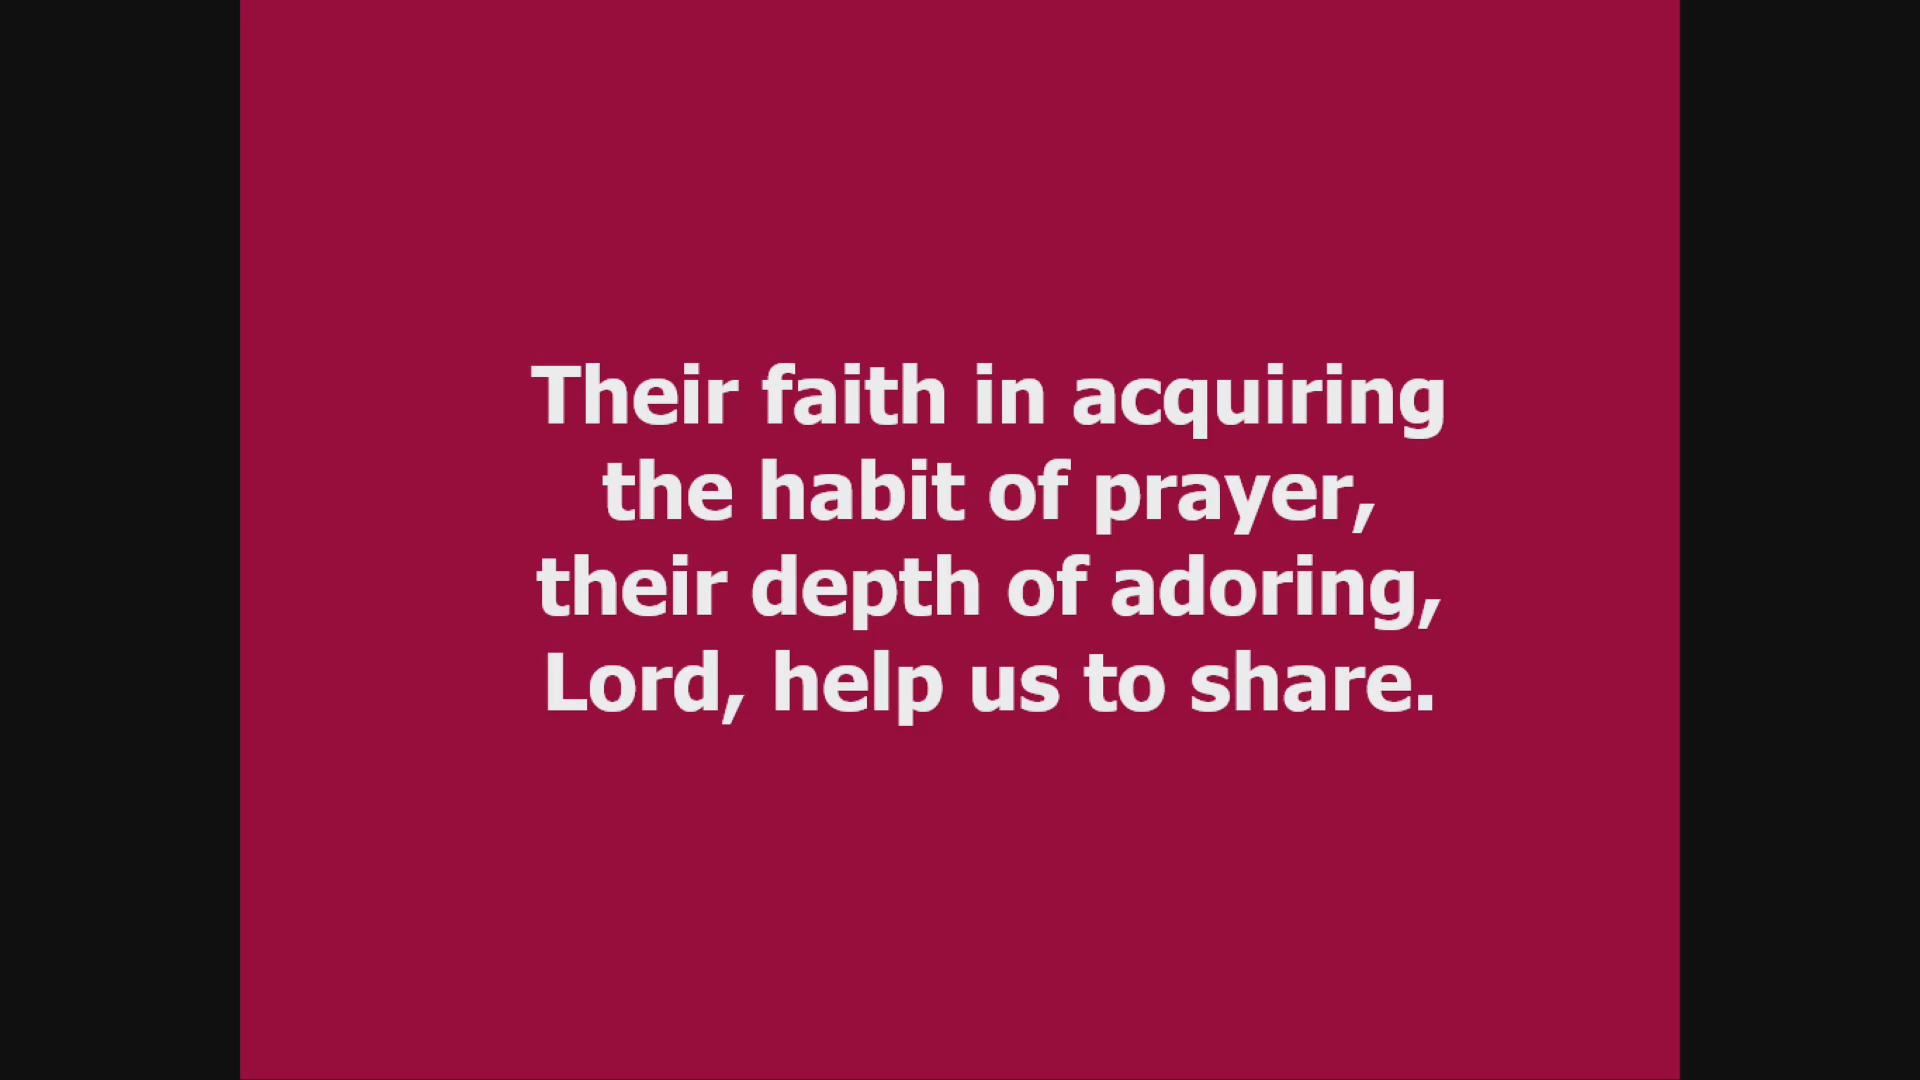 Their faith in acquiring
the habit of prayer,
their depth of adoring,
Lord, help us to share.